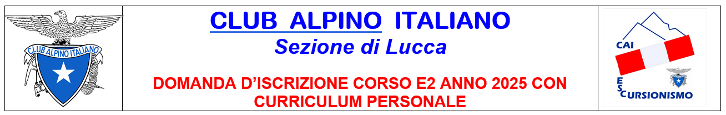 CLUB ALPINO ITALIANO
CLUB ALPINO ITALIANO
Sezione di Lucca
DOMANDA D'ISCRIZIONE CORSO E2 ANNO 2025 CON
CURRICULUM PERSONALE
CAI
ESCURSIONISMO